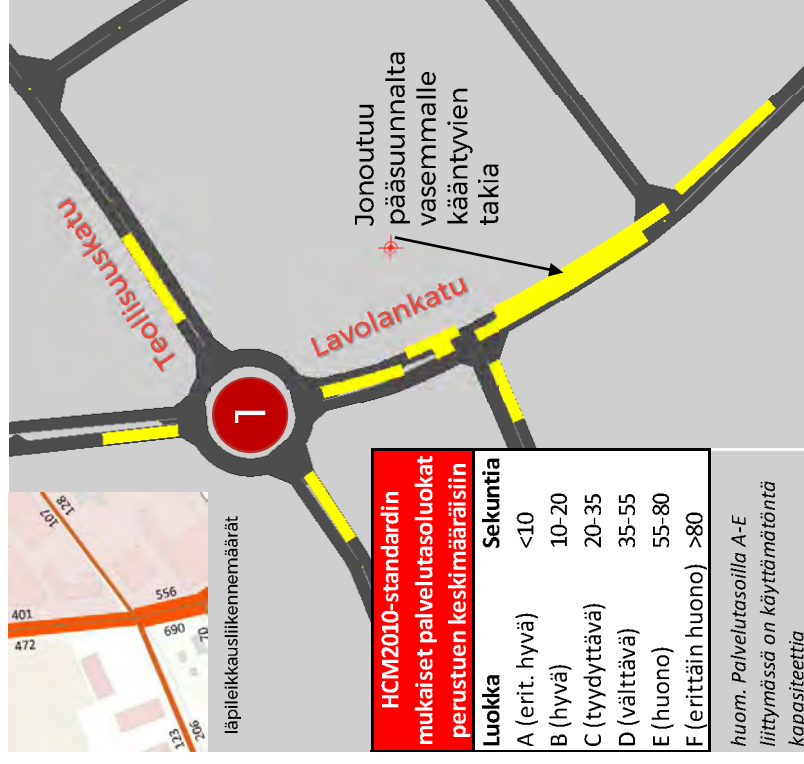 401
472
107
128
556
690
123
206
läpileikkausliikennemäärät
Teollisuuskatu
Lavolankatu
1
Jonoutuu
pääsuunnalta
vasemmalle
kääntyvien
takia
HCM2010-standardin
mukaiset palvelutasoluokat
perustuen keskimääräisiin
Luokka Sekuntia
A (erit. hyvä) <10
B (hyvä) 10-20
C (tyydyttävä) 20-35
D (välttävä) 35-55
E (huono) 55-80
F (erittäin huono) >80
huom. Palvelutasoilla A-E
liittymässä on käyttämätöntä
kapasiteettia